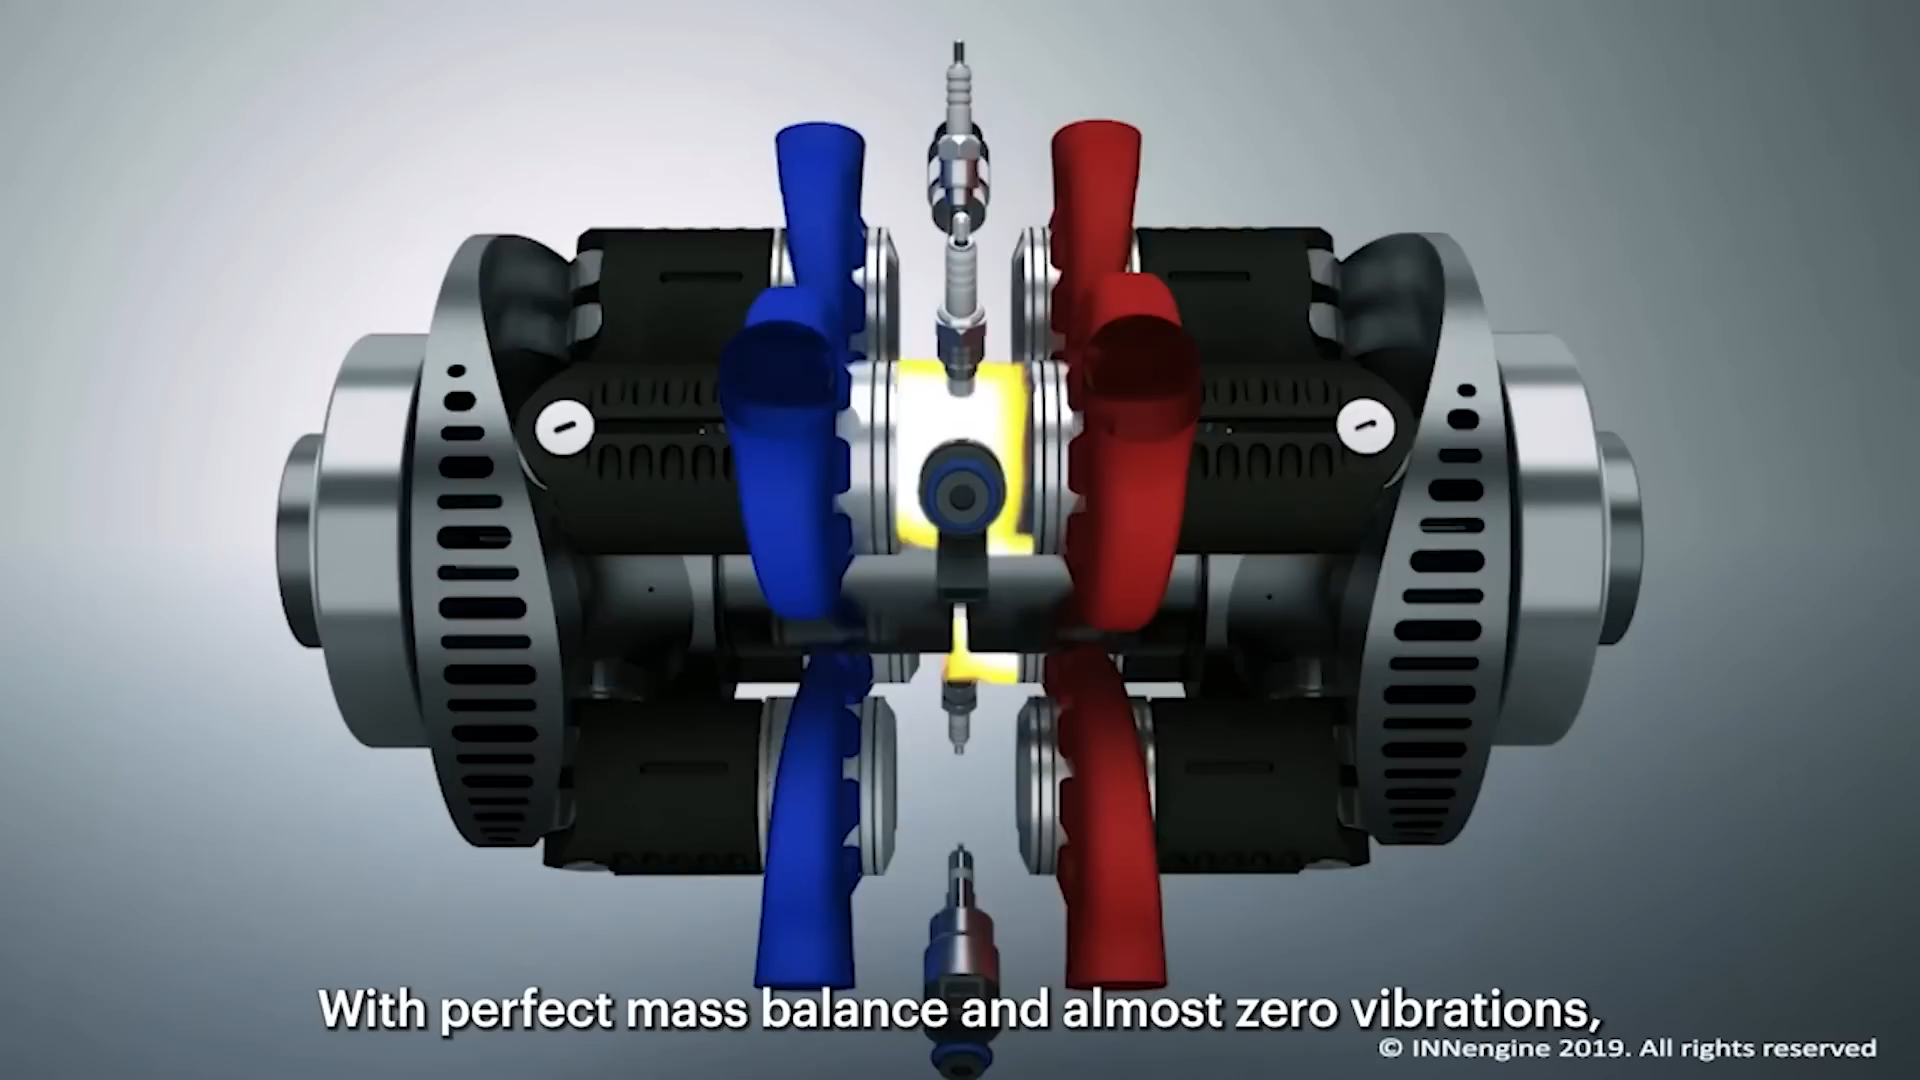 With perfect mass balance and almost zero vibrations,
© INNengine 2019. All rights reserved